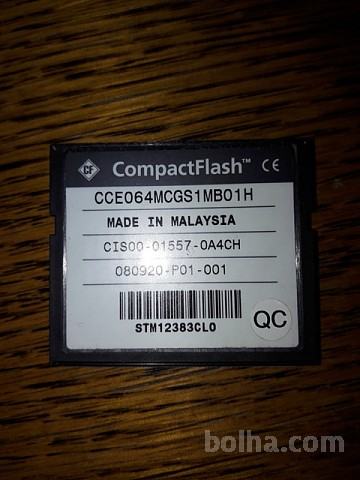 CF CompactFlash™ CE
CCE064MCGS1MB01H
MADE IN MALAYSIA
CIS00-01557-0A4CH
080920-P01-001
STM12383CL0
QC
bolha.com